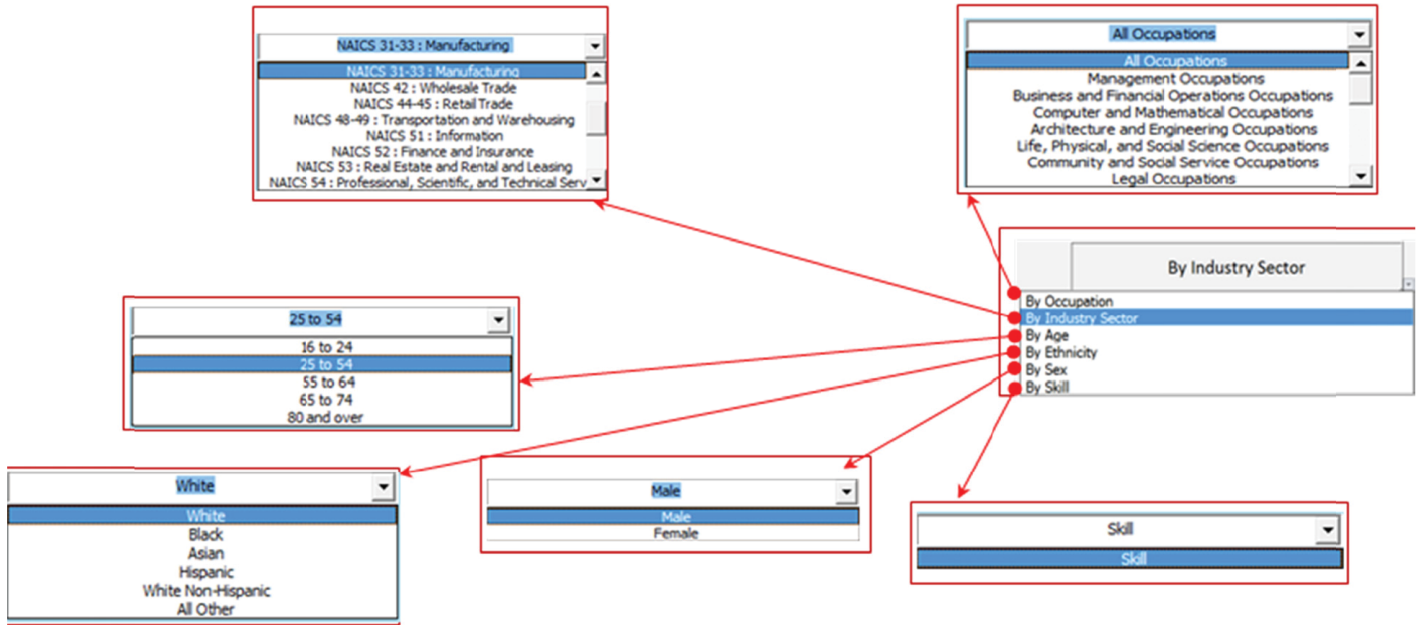 NAICS 31-33 : Manufacturing
NAICS 31-33 : Manufacturing
NAICS 42 : Wholesale Trade
NAICS 44-45 : Retail Trade
NAICS 48-49 : Transportation and Warehousing
NAICS 51 : Information
NAICS 52 : Finance and Insurance
NAICS 53 : Real Estate and Rental and Leasing
NAICS 54 : Professional, Scientific, and Technical Serv
All Occupations
All Occupations
Management Occupations
Business and Financial Operations Occupations
Computer and Mathematical Occupations
Architecture and Engineering Occupations
Life, Physical, and Social Science Occupations
Community and Social Service Occupations
Legal Occupations
By Industry Sector
By Occupation
By Industry Sector
By Age
By Ethnicity
By Sex
By Skill
25 to 54
16 to 24
25 to 54
55 to 64
65 to 74
80 and over
White
White
Black
Asian
Hispanic
White Non-Hispanic
All Other
Male
Male
Female
Skill
Skill